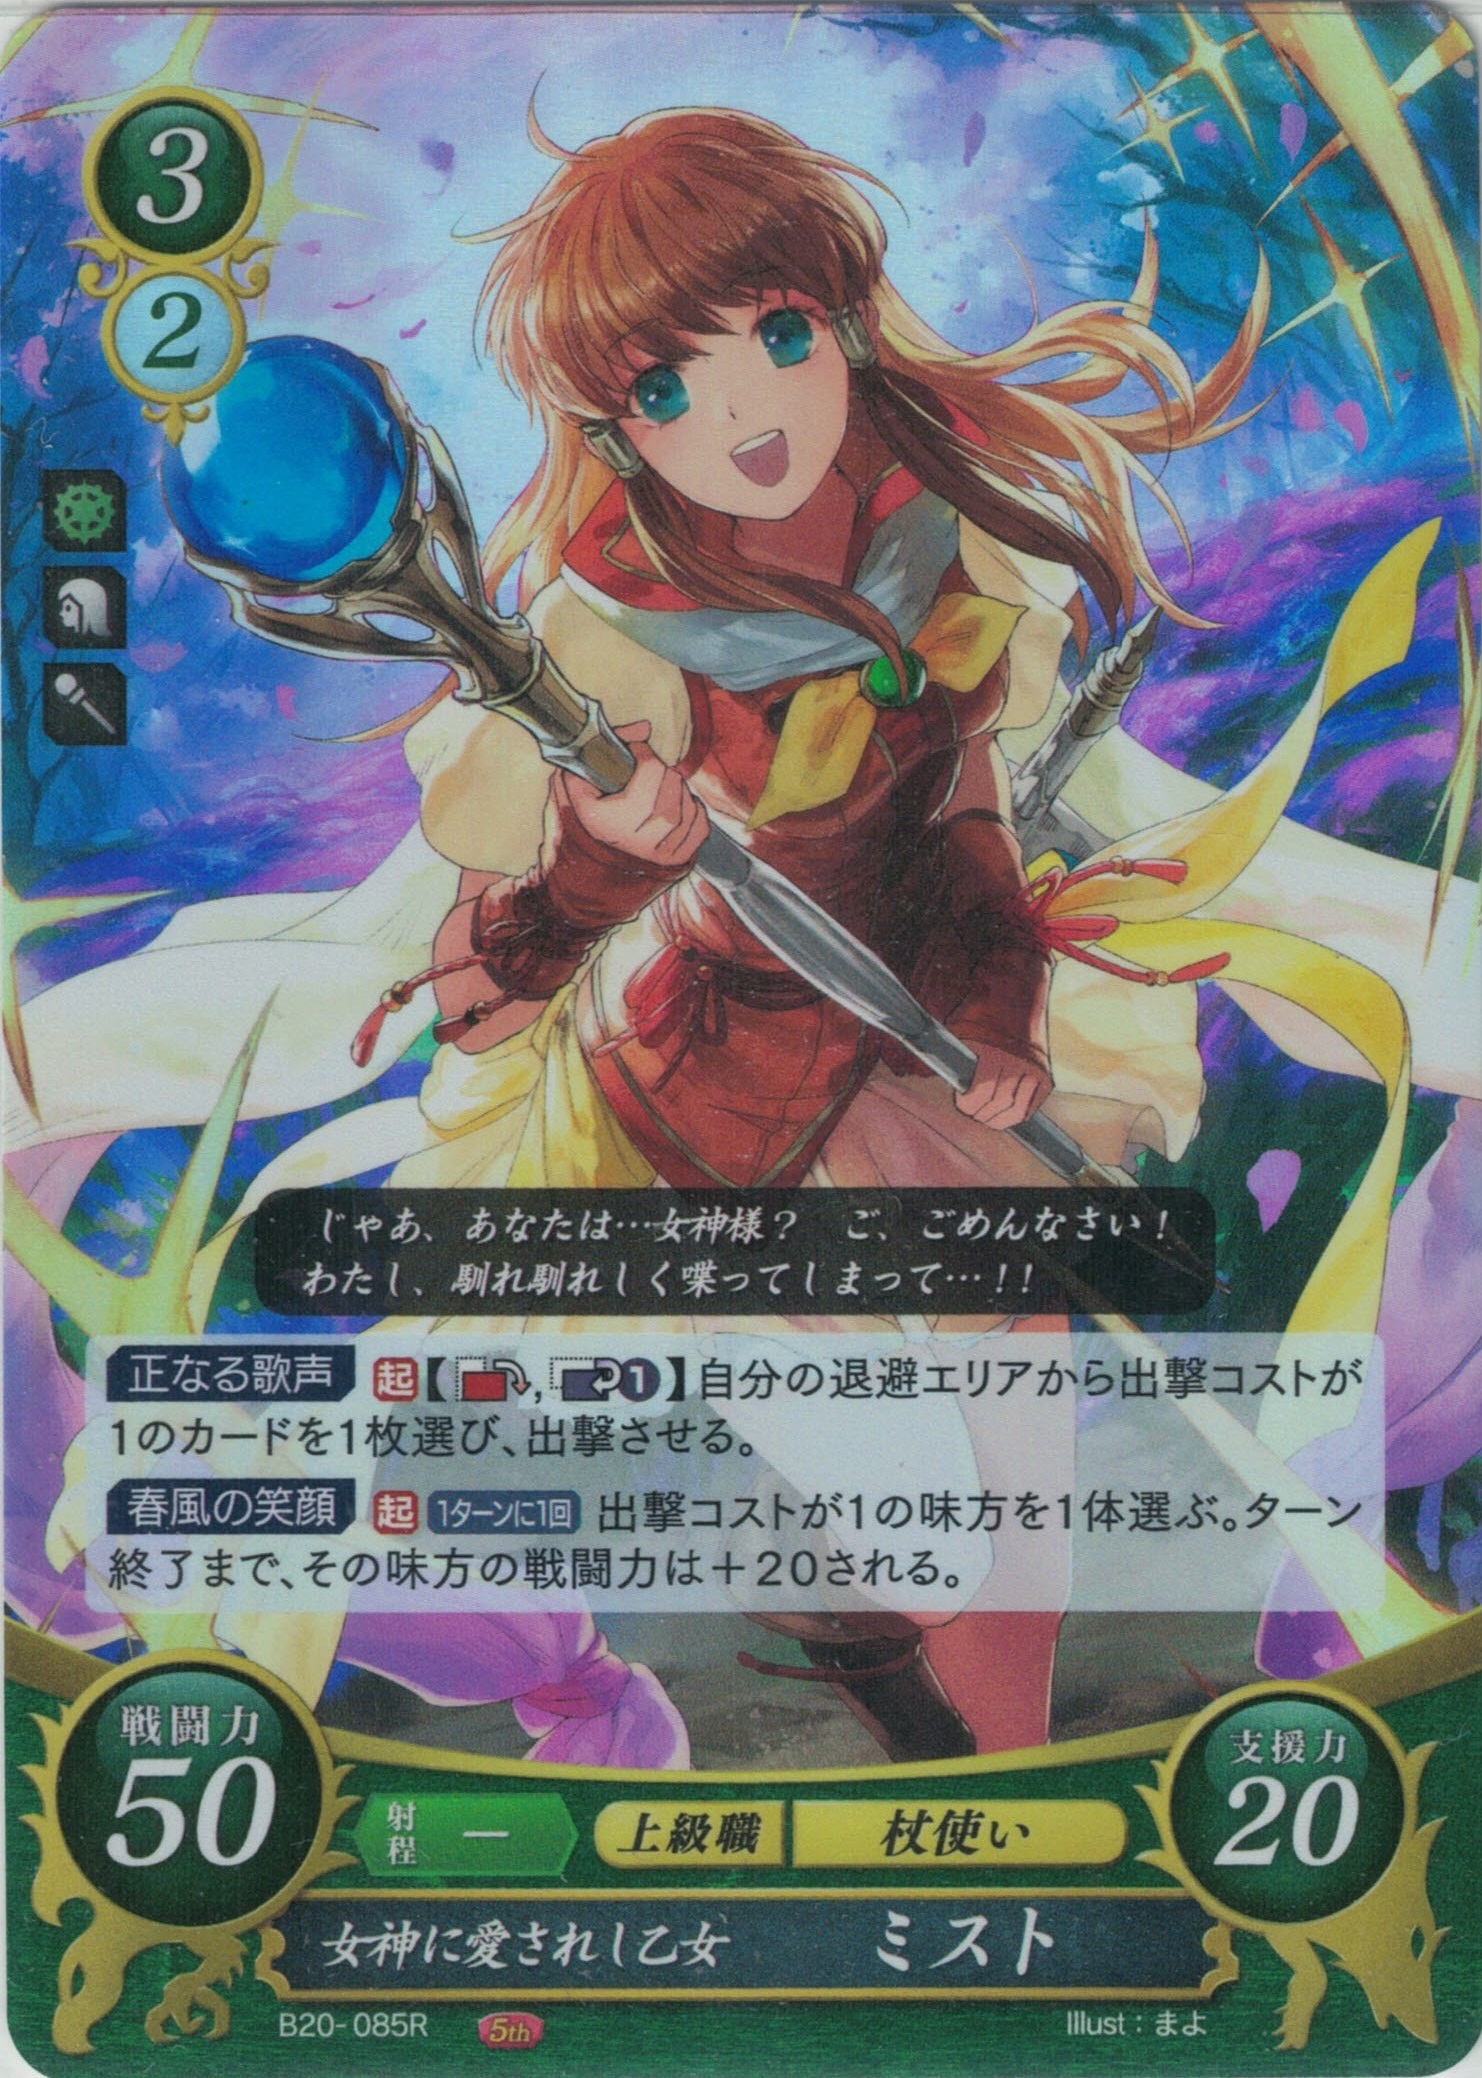 3
2
じゃあ、あなたは…女神様？　ご、ごめんなさい！
わたし、馴れ馴れしく喋ってしまって…！！
正なる歌声 起【 , 1】自分の退避エリアから出撃コストが
1のカードを1枚選び、出撃させる。
春風の笑顔 起 1ターンに1回 出撃コストが1の味方を1体選ぶ。ターン
終了まで、その味方の戦闘力は＋20される。
戦闘力
50
射程 — 上級職 杖使い
支援力
20
女神に愛されし乙女　ミスト
B20-085R 5th Illust：まよ